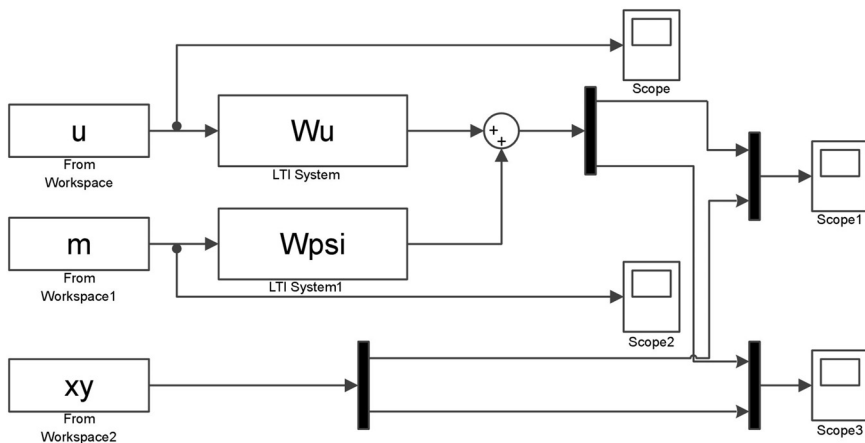 Scope
u
Wu
+
+
From
Workspace
LTI System
Scope1
m
Wpsi
From
Workspace1
LTI System1
Scope2
xy
From
Workspace2
Scope3